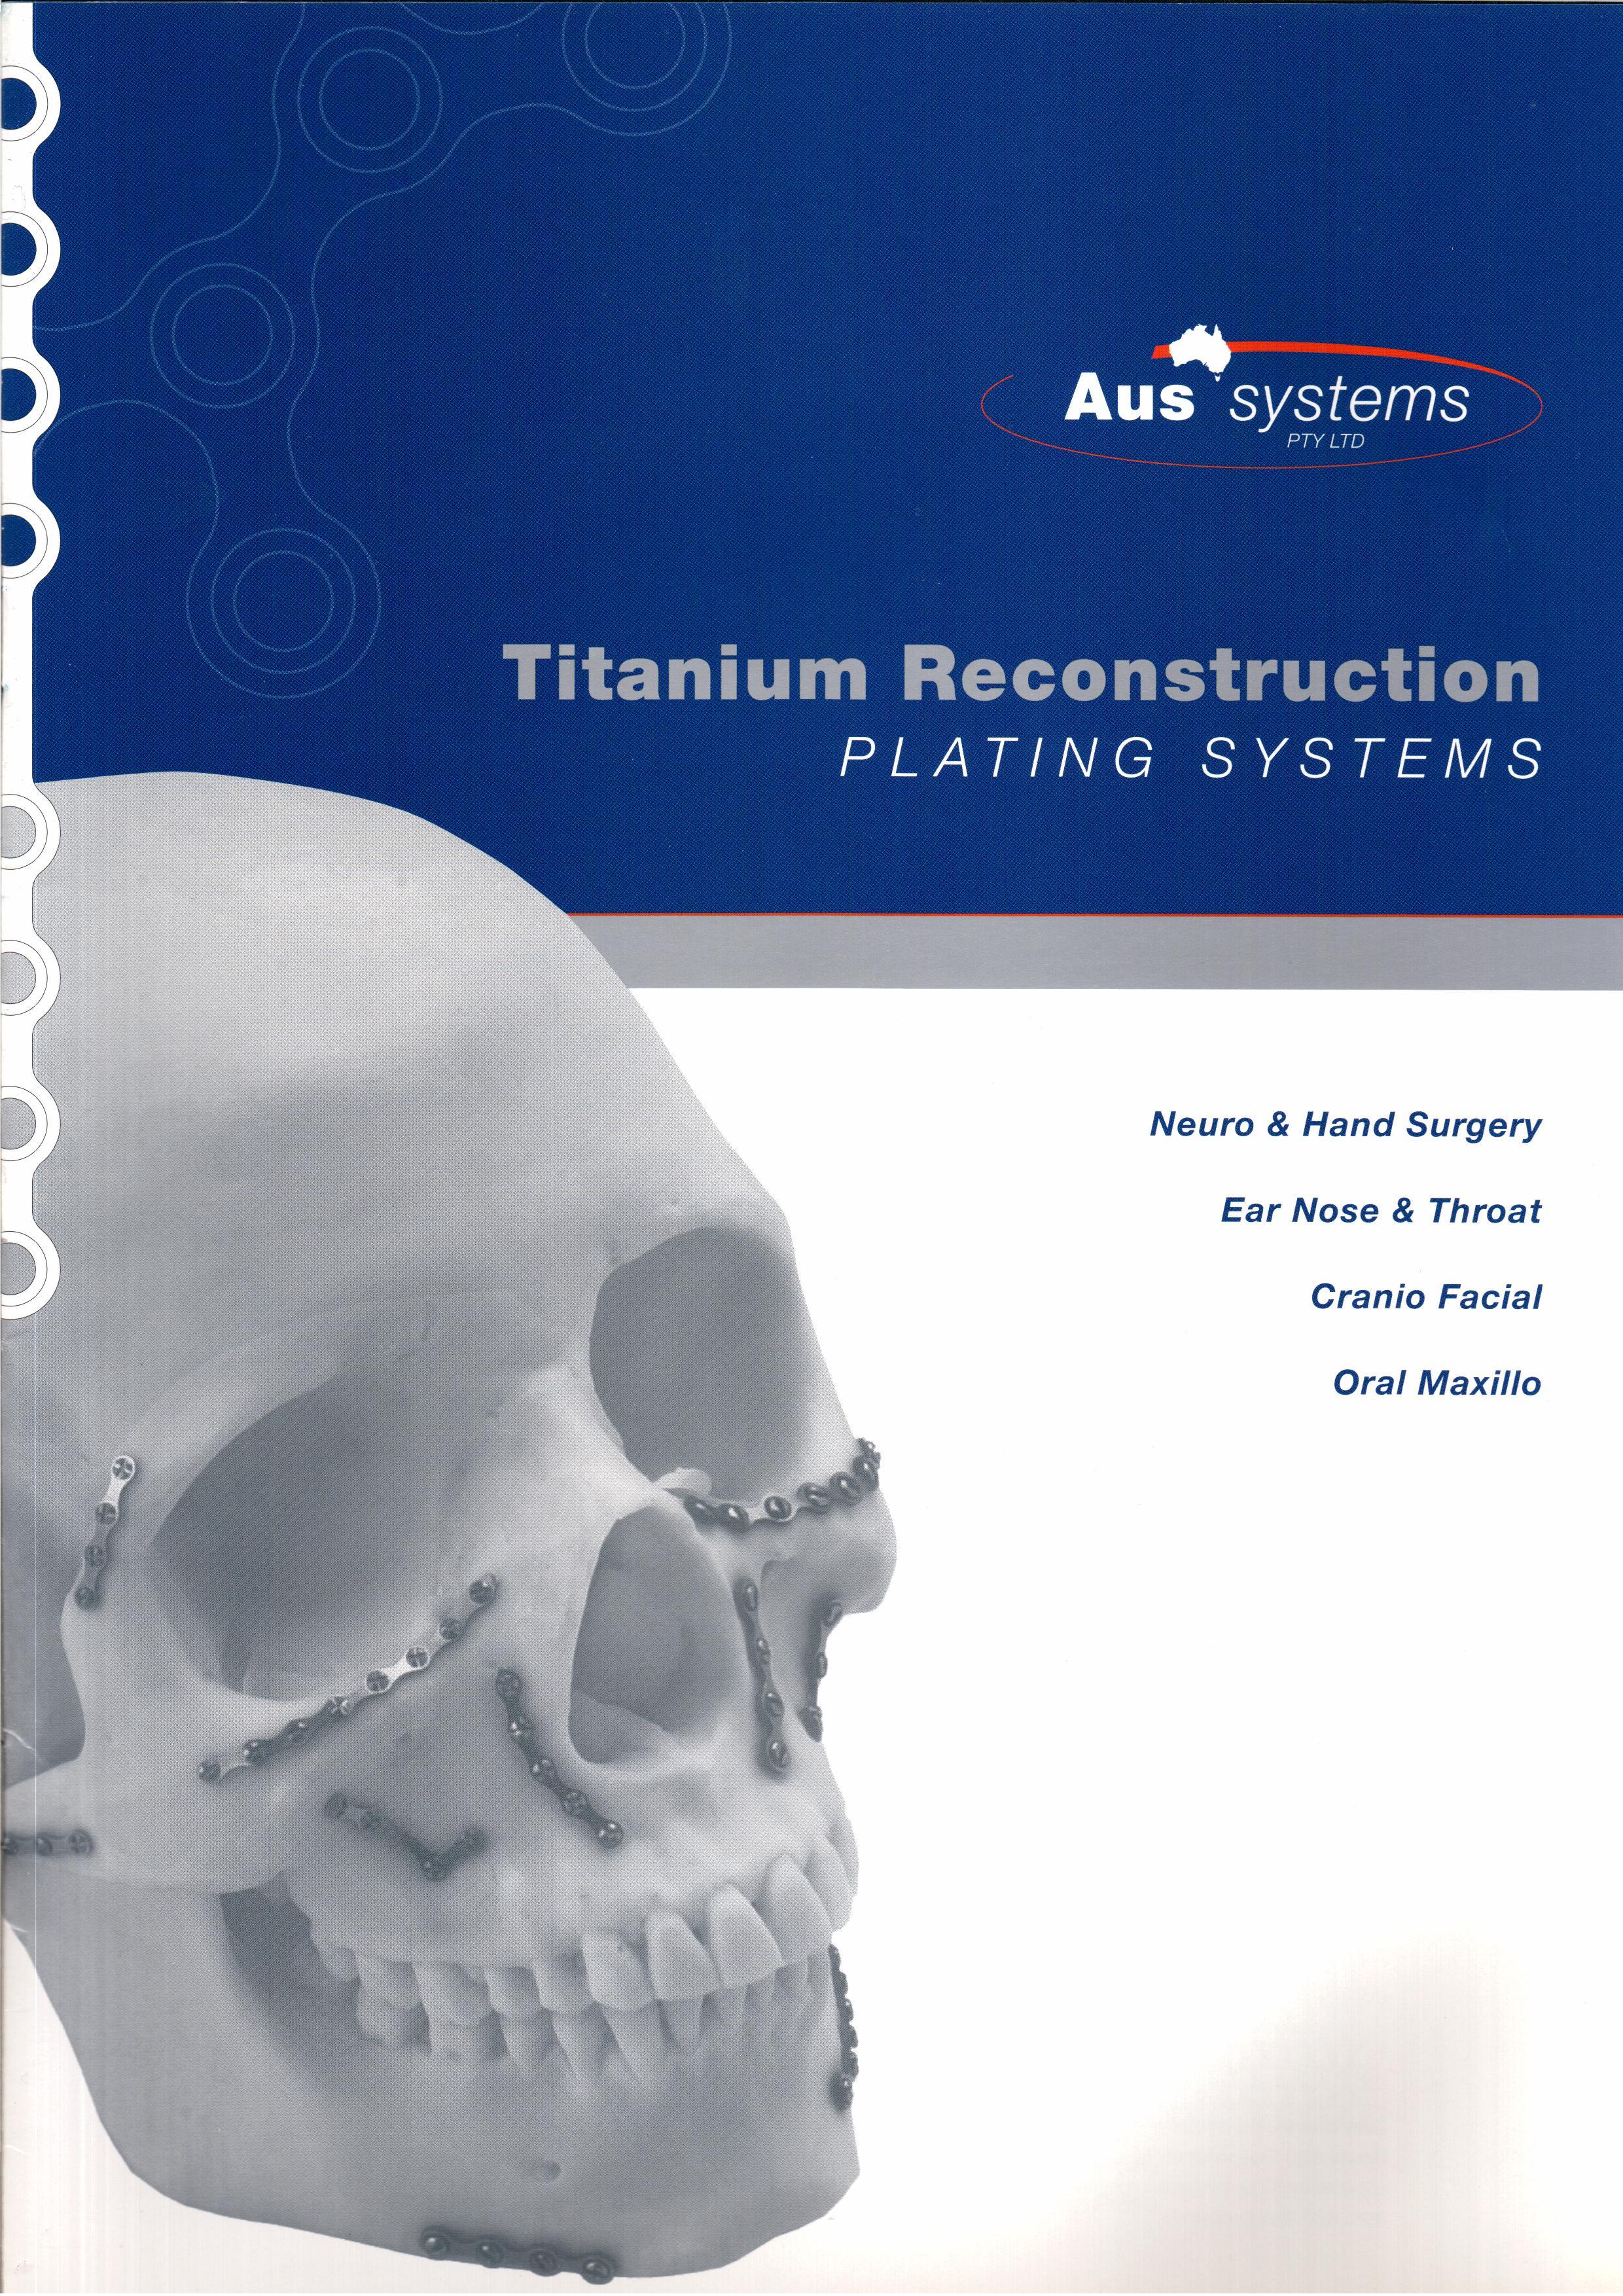 Aus systems
PTY LTD
Titanium Reconstruction
PLATING SYSTEMS
Neuro & Hand Surgery
Ear Nose & Throat
Cranio Facial
Oral Maxillo